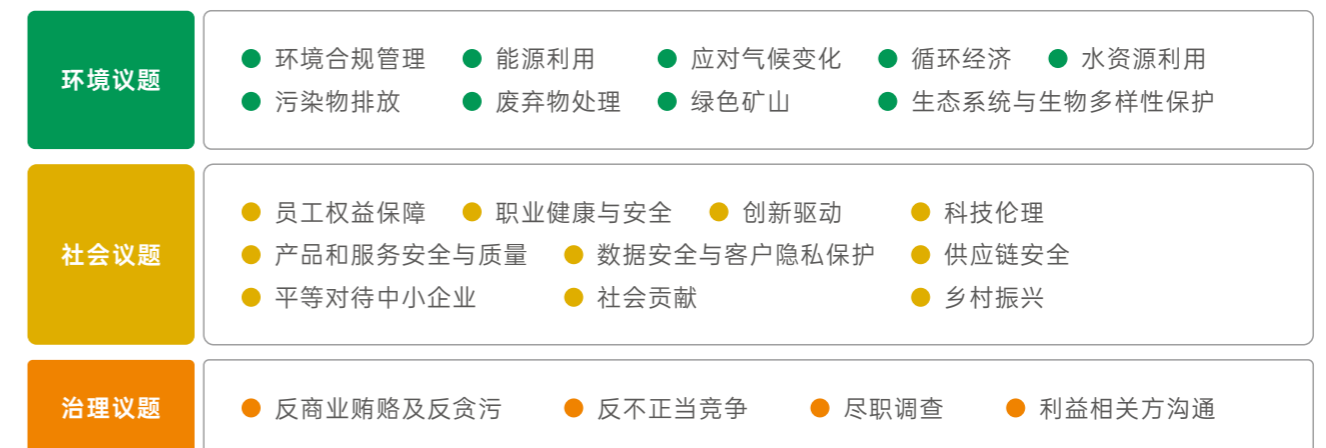 环境议题
环境合规管理 能源利用 应对气候变化 循环经济 水资源利用
污染物排放 废弃物处理 绿色矿山 生态系统与生物多样性保护
社会议题
员工权益保障 职业健康与安全 创新驱动 科技伦理
产品和服务安全与质量 数据安全与客户隐私保护 供应链安全
平等对待中小企业 社会贡献 乡村振兴
治理议题
反商业贿赂及反贪污 反不正当竞争 尽职调查 利益相关方沟通